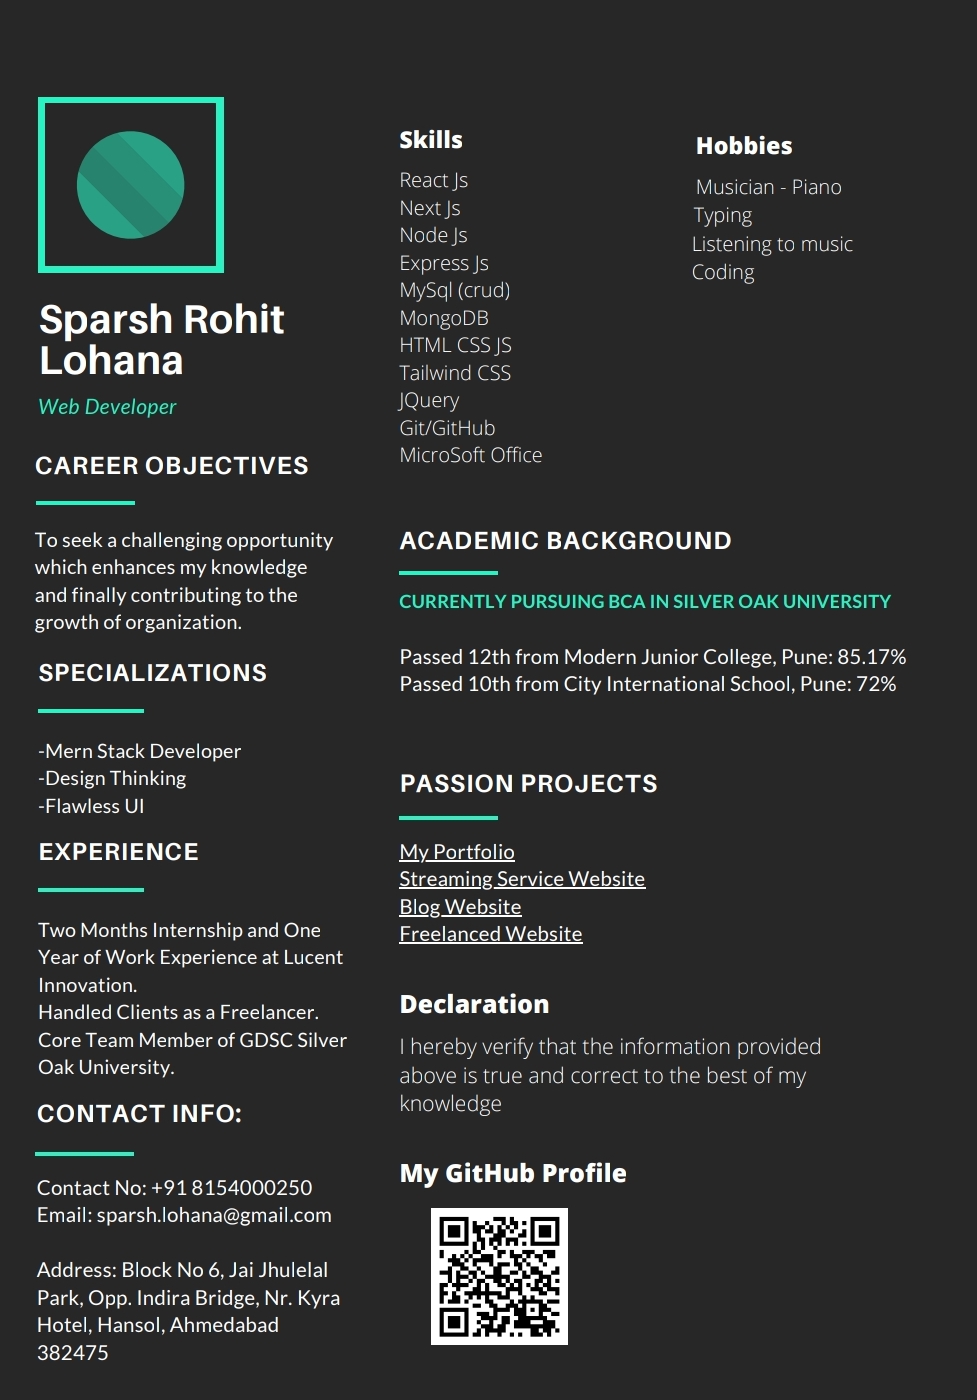 Sparsh Rohit
Lohana
Web Developer
CAREER OBJECTIVES
To seek a challenging opportunity
which enhances my knowledge
and finally contributing to the
growth of organization.
SPECIALIZATIONS
-Mern Stack Developer
-Design Thinking
-Flawless UI
EXPERIENCE
Two Months Internship and One
Year of Work Experience at Lucent
Innovation.
Handled Clients as a Freelancer.
Core Team Member of GDSC Silver
Oak University.
CONTACT INFO:
Contact No: +91 8154000250
Email: sparsh.lohana@gmail.com
Address: Block No 6, Jai Jhulelal
Park, Opp. Indira Bridge, Nr. Kyra
Hotel, Hansol, Ahmedabad
382475
Skills
React Js
Next Js
Node Js
Express Js
MySql (crud)
MongoDB
HTML CSS JS
Tailwind CSS
JQuery
Git/GitHub
MicroSoft Office
Hobbies
Musician - Piano
Typing
Listening to music
Coding
ACADEMIC BACKGROUND
CURRENTLY PURSUING BCA IN SILVER OAK UNIVERSITY
Passed 12th from Modern Junior College, Pune: 85.17%
Passed 10th from City International School, Pune: 72%
PASSION PROJECTS
My Portfolio
Streaming Service Website
Blog Website
Freelanced Website
Declaration
I hereby verify that the information provided
above is true and correct to the best of my
knowledge
My GitHub Profile